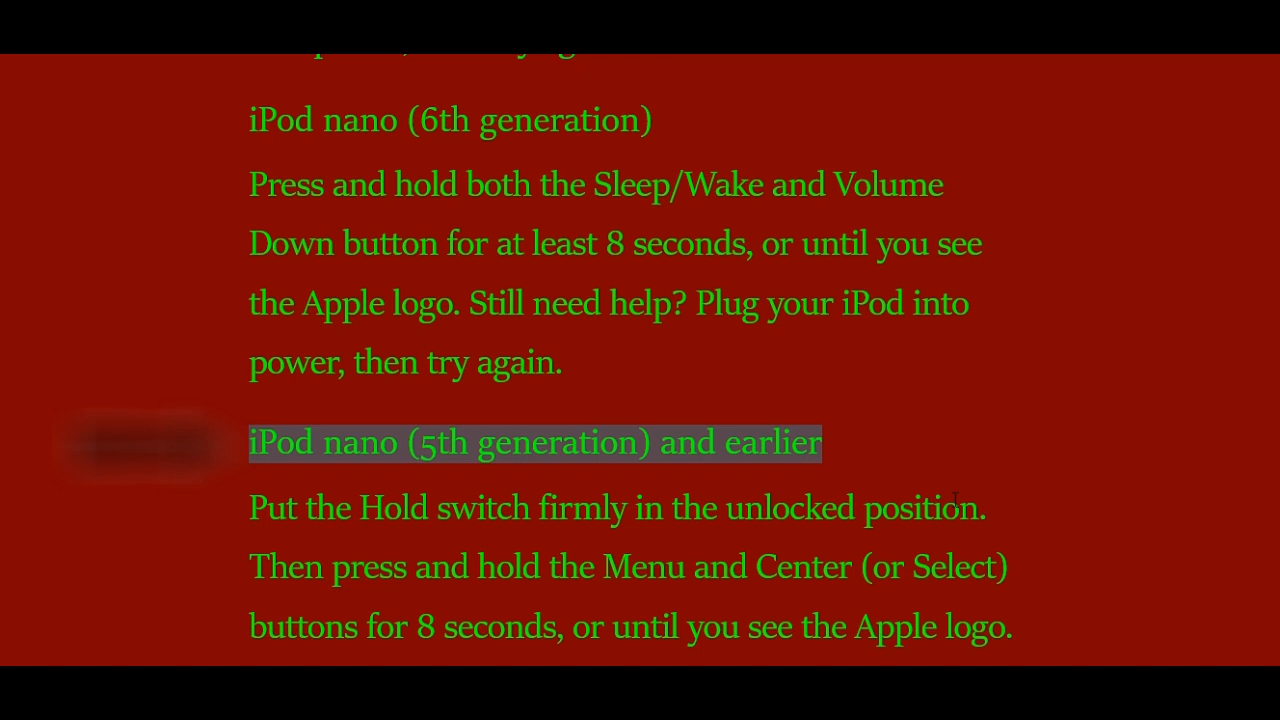 iPod nano (6th generation)
Press and hold both the Sleep/Wake and Volume
Down button for at least 8 seconds, or until you see
the Apple logo. Still need help? Plug your iPod into
power, then try again.
iPod nano (5th generation) and earlier
Put the Hold switch firmly in the unlocked position.
Then press and hold the Menu and Center (or Select)
buttons for 8 seconds, or until you see the Apple logo.